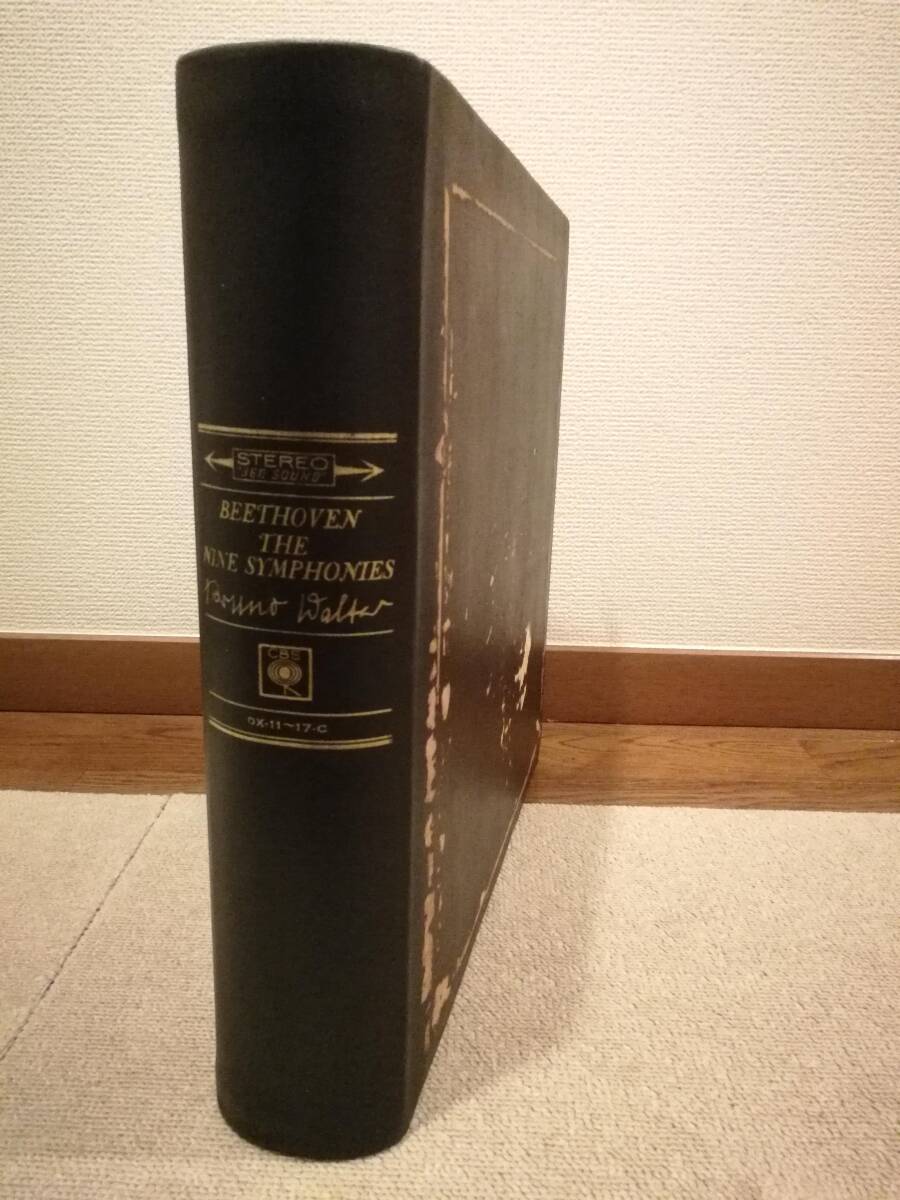 STEREO
"360 SOUND"
BEETHOVEN
THE
NINE SYMPHONIES
Bruno Walter
CBS
OX-11~17-C